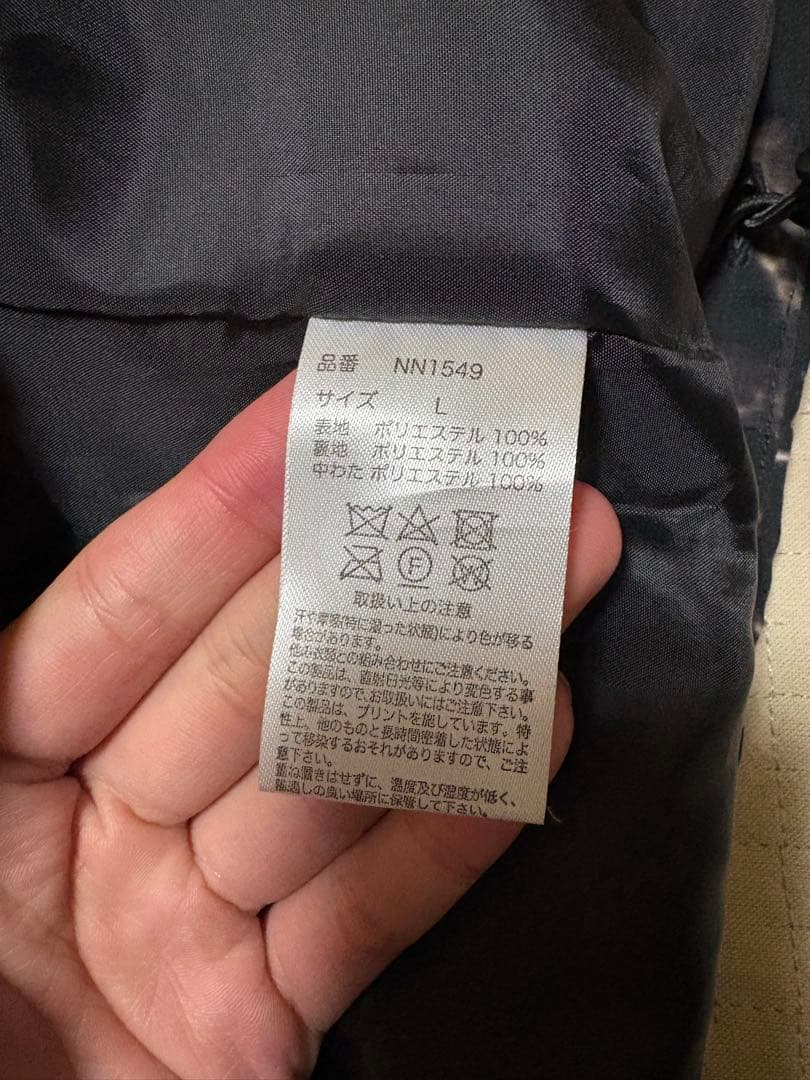 品番 NN1549
サイズ L
表地 ポリエステル 100%
裏地 ポリエステル 100%
中わた ポリエステル 100%
F
W
取扱い上の注意
汗や摩擦(特に湿った状態)により色が移る
場合があります。
他の衣類との組み合わせにご注意ください。
この製品は、直射日光等により変色する事
がありますので、お取扱いにはご注意下さい。
この製品は、プリントを施しています。特
性上、他のものと長時間密着した状態によ
って移染するおそれがありますので、ご注
意下さい。
重ね置きはせずに、温度及び湿度が低く、
風通しの良い場所に保管して下さい。